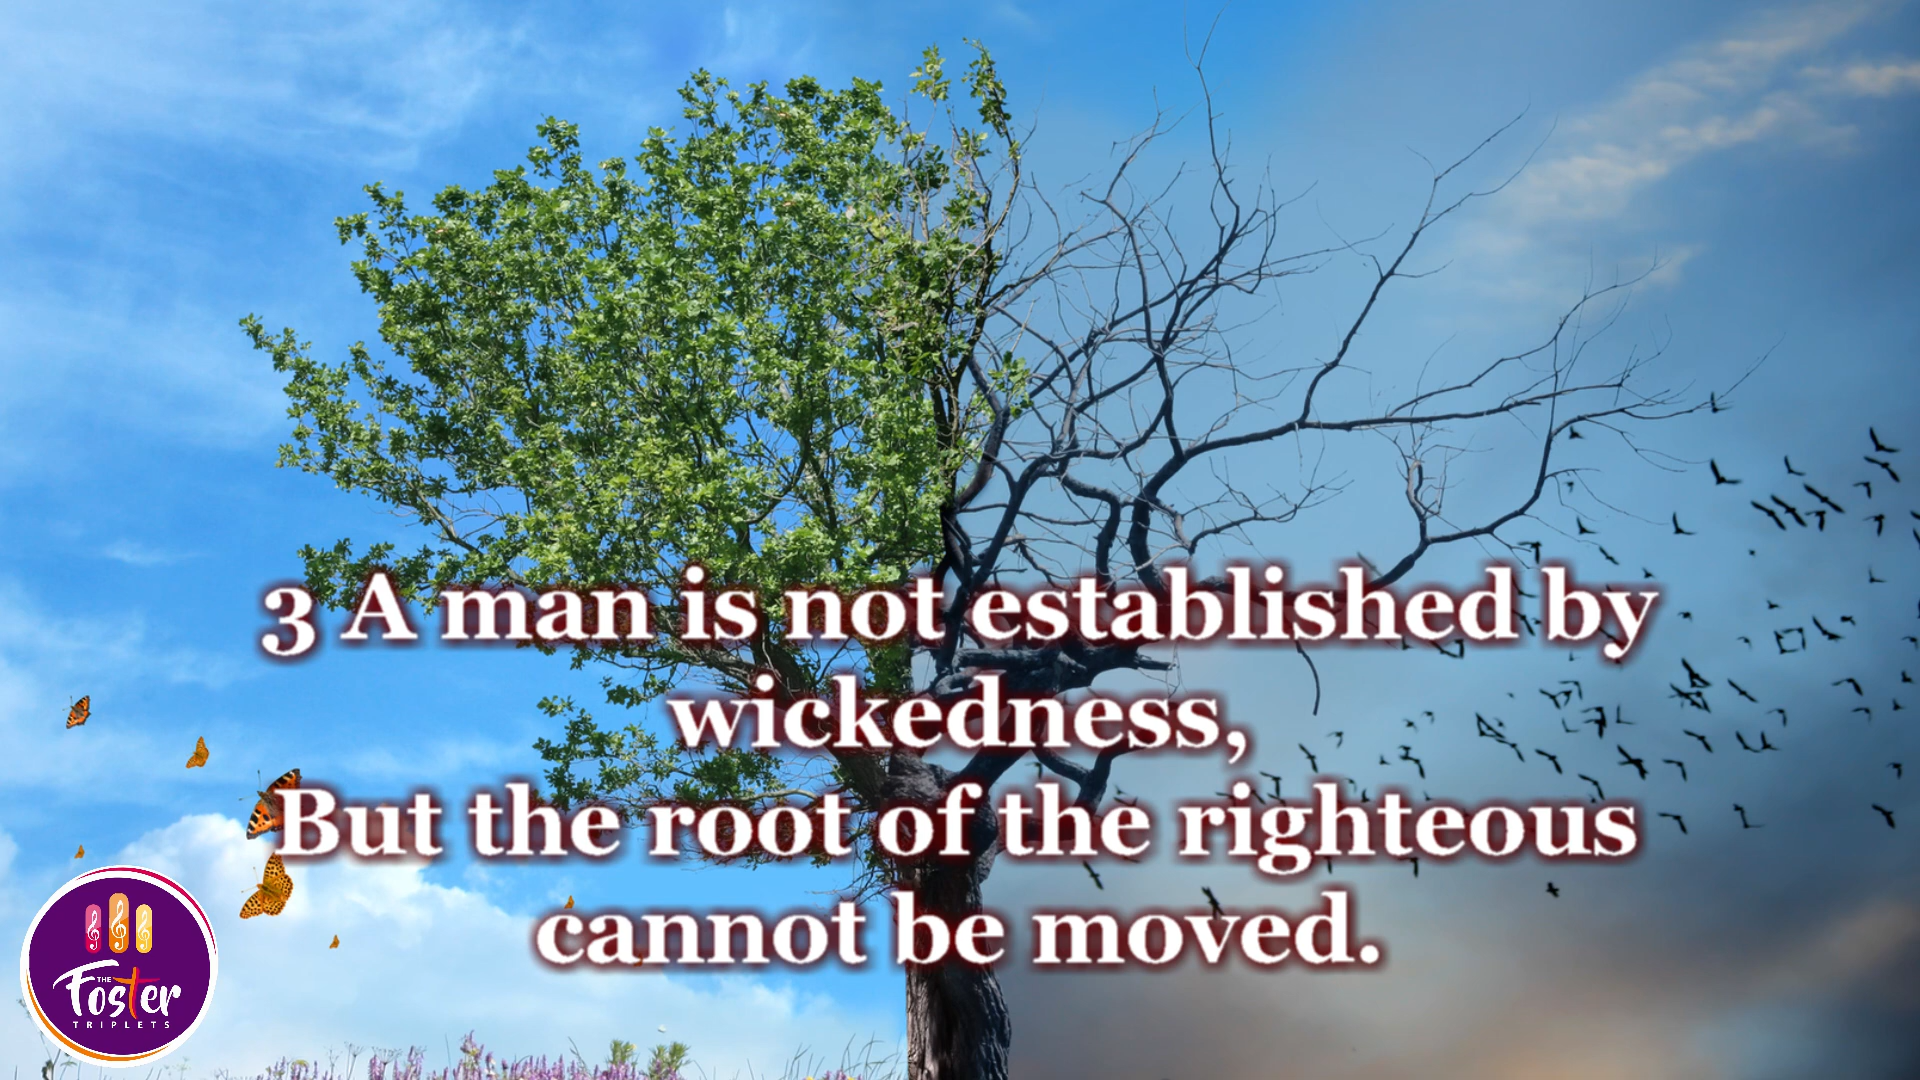 3 A man is not established by
wickedness,
But the root of the righteous
cannot be moved.
THE
Foster
TRIPLETS